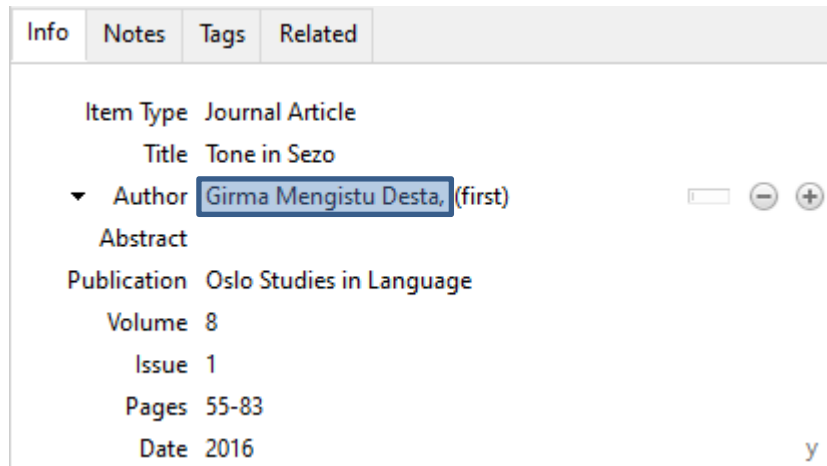 Info Notes Tags Related
Item Type Journal Article
Title Tone in Sezo
Author Girma Mengistu Desta, (first)
Abstract
Publication Oslo Studies in Language
Volume 8
Issue 1
Pages 55-83
Date 2016 y